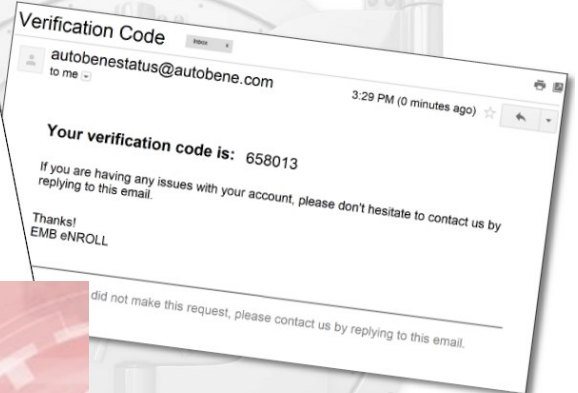 Verification Code Inbox x
autobenestatus@autobene.com
to me
3:29 PM (0 minutes ago)
Your verification code is: 658013
If you are having any issues with your account, please don't hesitate to contact us by
replying to this email.
Thanks!
EMB eNROLL
did not make this request, please contact us by replying to this email.